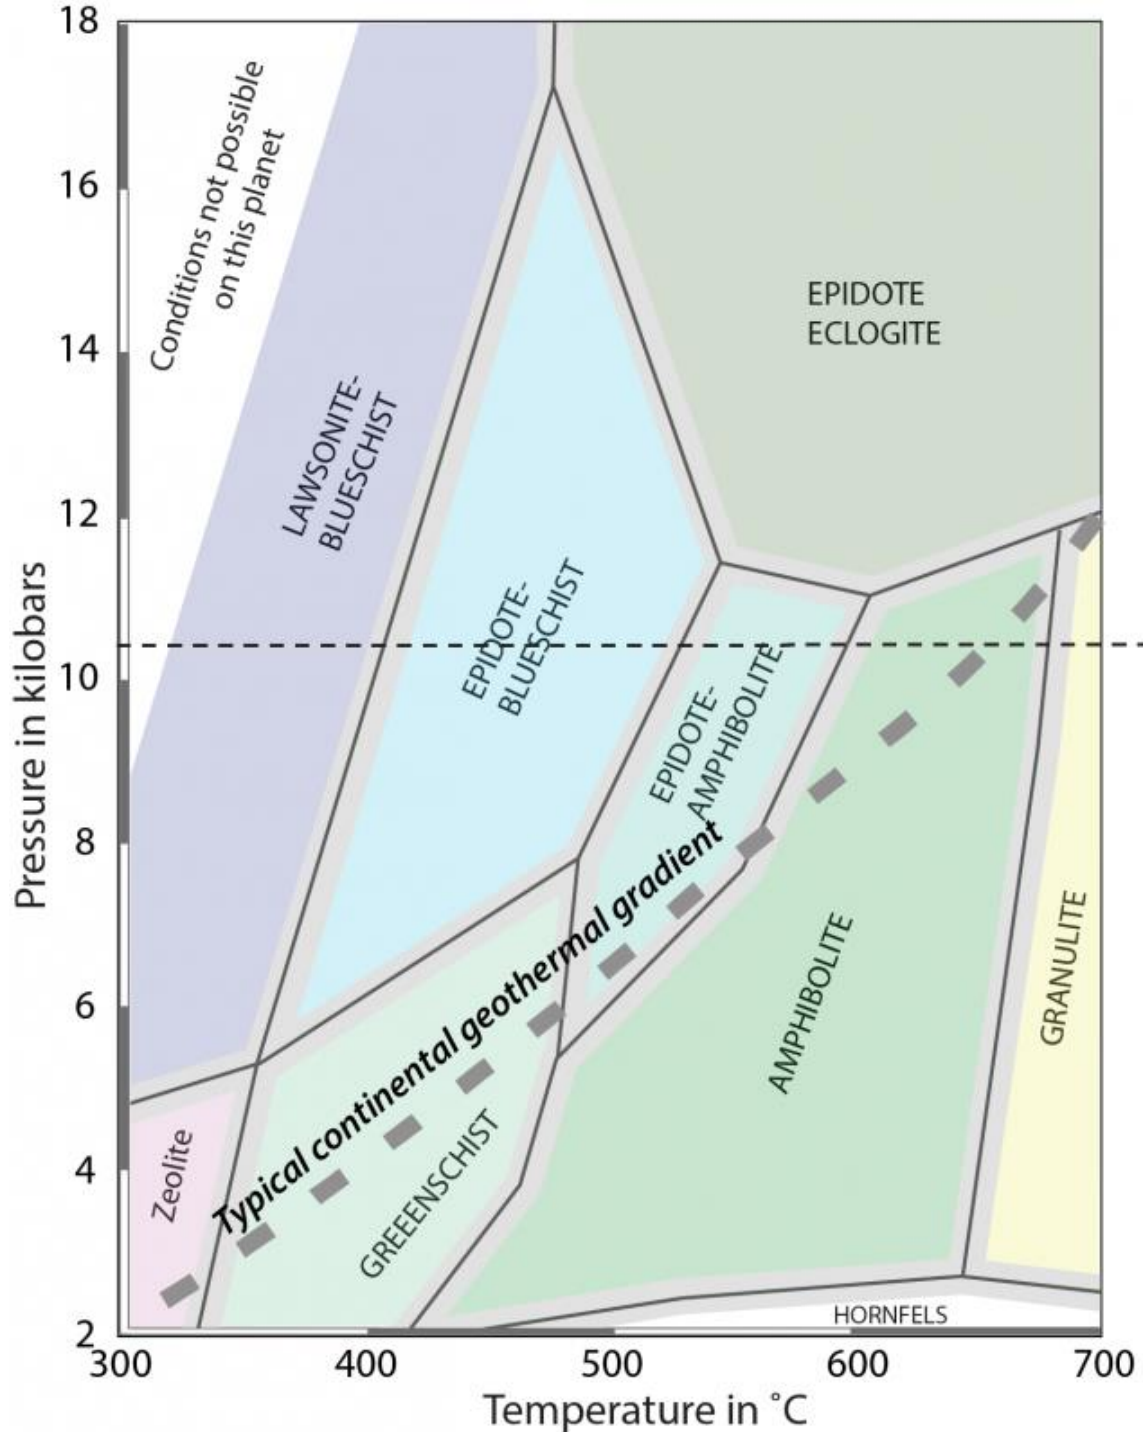 18
16
14
12
10
8
6
4
2
Pressure in kilobars
Conditions not possible
on this planet
LAWSONITE-
BLUESCHIST
EPIDOTE
ECLOGITE
EPIDOTE-
BLUESCHIST
EPIDOTE-
AMPHIBOLITE
Typical continental geothermal gradient
AMPHIBOLITE
GRANULITE
Zeolite
GREEENSCHIST
HORNFELS
300
400
500
600
700
Temperature in ˚C